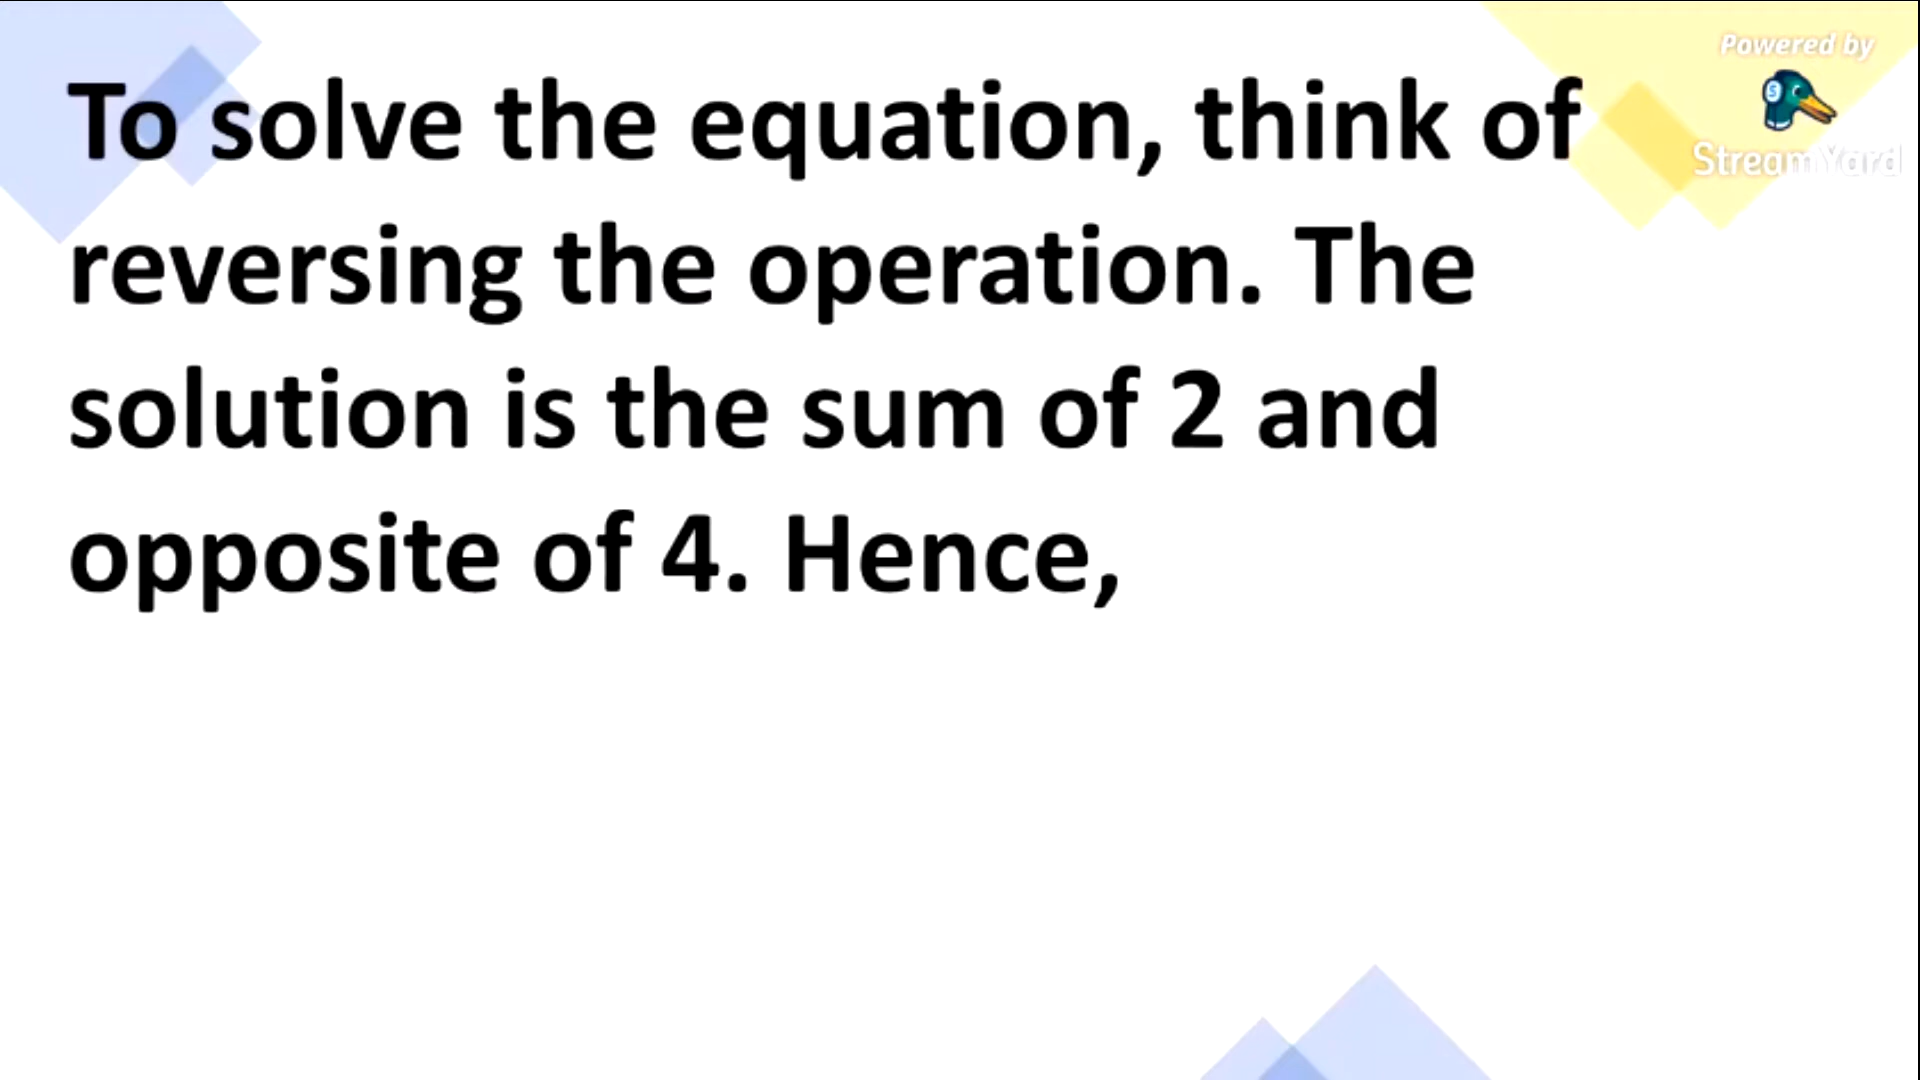 Powered by
StreamYard
To solve the equation, think of
reversing the operation. The
solution is the sum of 2 and
opposite of 4. Hence,